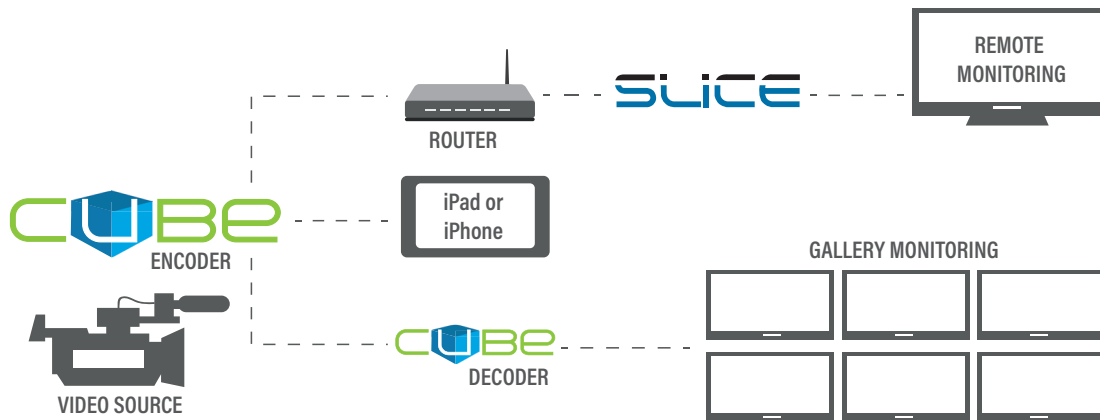 REMOTE
MONITORING
SLiCE
ROUTER
iPad or
iPhone
CUBe
ENCODER
GALLERY MONITORING
CUBe
DECODER
VIDEO SOURCE